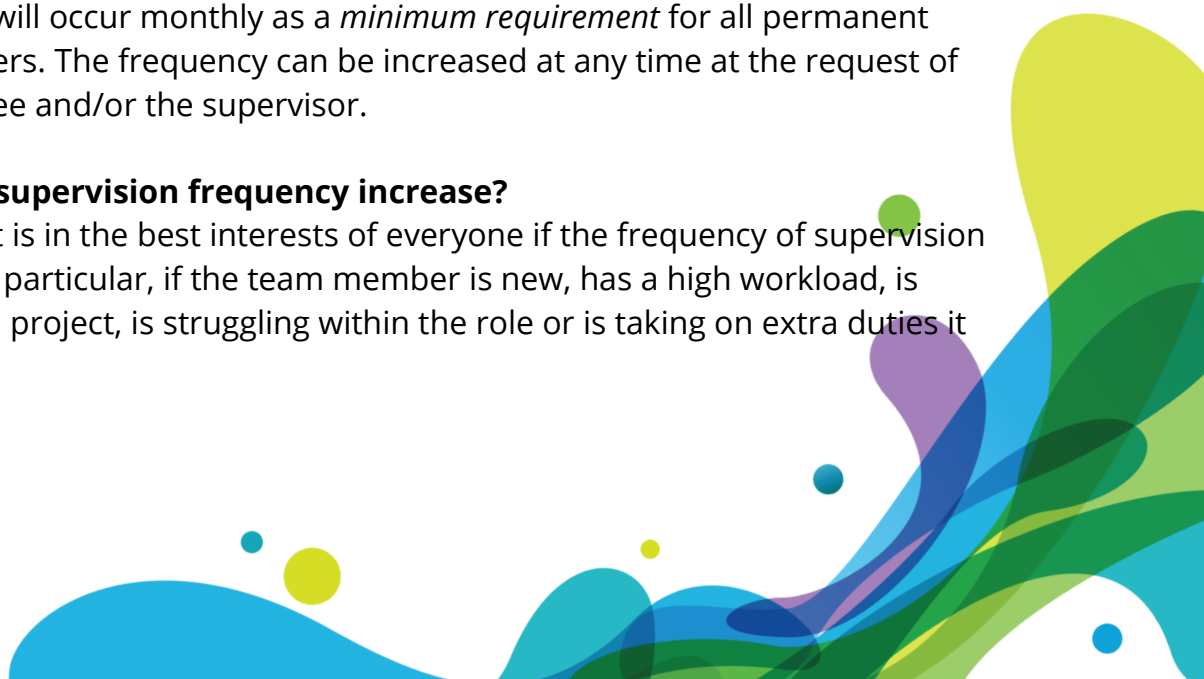 will occur monthly as a minimum requirement for all permanent
ers. The frequency can be increased at any time at the request of
ee and/or the supervisor.
supervision frequency increase?
t is in the best interests of everyone if the frequency of supervision
particular, if the team member is new, has a high workload, is
project, is struggling within the role or is taking on extra duties it